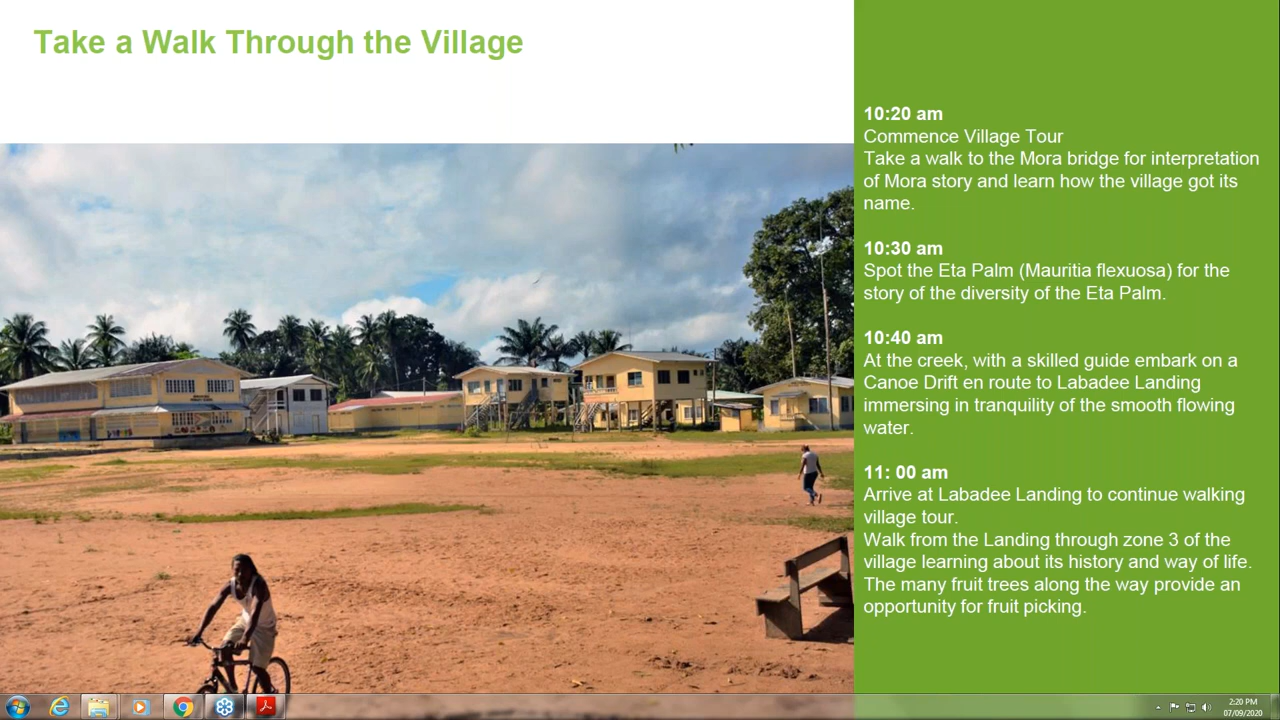 Take a Walk Through the Village
10:20 am
Commence Village Tour
Take a walk to the Mora bridge for interpretation
of Mora story and learn how the village got its
name.
10:30 am
Spot the Eta Palm (Mauritia flexuosa) for the
story of the diversity of the Eta Palm.
10:40 am
At the creek, with a skilled guide embark on a
Canoe Drift en route to Labadee Landing
immersing in tranquility of the smooth flowing
water.
11: 00 am
Arrive at Labadee Landing to continue walking
village tour.
Walk from the Landing through zone 3 of the
village learning about its history and way of life.
The many fruit trees along the way provide an
opportunity for fruit picking.
2:20 PM
07/09/2020